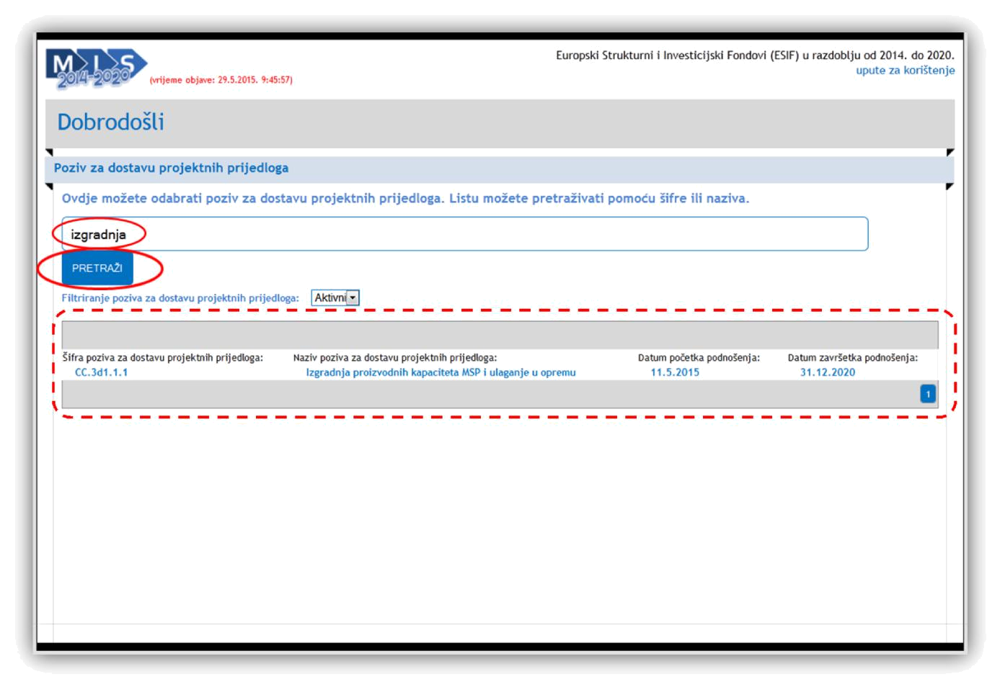 M I S
2014-2020
(vrijeme objave: 29.5.2015. 9:45:57)
Europski Strukturni i Investicijski Fondovi (ESIF) u razdoblju od 2014. do 2020.
upute za korištenje
Dobrodošli
Poziv za dostavu projektnih prijedloga
Ovdje možete odabrati poziv za dostavu projektnih prijedloga. Listu možete pretraživati pomoću šifre ili naziva.
izgradnja
PRETRAŽI
Filtriranje poziva za dostavu projektnih prijedloga: Aktivni
Šifra poziva za dostavu projektnih prijedloga: Naziv poziva za dostavu projektnih prijedloga: Datum početka podnošenja: Datum završetka podnošenja:
CC.3d1.1.1 Izgradnja proizvodnih kapaciteta MSP i ulaganje u opremu 11.5.2015 31.12.2020
1